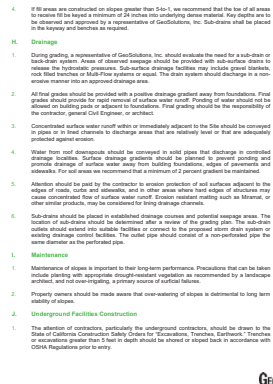 4. If fill areas are constructed on slopes greater than 5-to-1, we recommend that the toe of all areas
to receive fill be keyed a minimum of 24 inches into underlying dense material. Key depths are to
be observed and approved by a representative of GeoSolutions, Inc. Sub-drains shall be placed
in the keyway and benches as required.
H. Drainage
1. During grading, a representative of GeoSolutions, Inc. should evaluate the need for a sub-drain or
back-drain system. Areas of observed seepage should be provided with sub-surface drains to
release the hydrostatic pressures. Sub-surface drainage facilities may include gravel blankets,
rock filled trenches or Multi-Flow systems or equal. The drain system should discharge in a non-
erosive manner into an approved drainage area.
2. All final grades should be provided with a positive drainage gradient away from foundations. Final
grades should provide for rapid removal of surface water runoff. Ponding of water should not be
allowed on building pads or adjacent to foundations. Final grading should be the responsibility of
the contractor, general Civil Engineer, or architect.
3. Concentrated surface water runoff within or immediately adjacent to the Site should be conveyed
in pipes or in lined channels to discharge areas that are relatively level or that are adequately
protected against erosion.
4. Water from roof downspouts should be conveyed in solid pipes that discharge in controlled
drainage localities. Surface drainage gradients should be planned to prevent ponding and
promote drainage of surface water away from building foundations, edges of pavements and
sidewalks. For soil areas we recommend that a minimum of 2 percent gradient be maintained.
5. Attention should be paid by the contractor to erosion protection of soil surfaces adjacent to the
edges of roads, curbs and sidewalks, and in other areas where hard edges of structures may
cause concentrated flow of surface water runoff. Erosion resistant matting such as Miramat, or
other similar products, may be considered for lining drainage channels.
6. Sub-drains should be placed in established drainage courses and potential seepage areas. The
location of sub-drains should be determined after a review of the grading plan. The sub-drain
outlets should extend into suitable facilities or connect to the proposed storm drain system or
existing drainage control facilities. The outlet pipe should consist of a non-perforated pipe the
same diameter as the perforated pipe.
I. Maintenance
1. Maintenance of slopes is important to their long-term performance. Precautions that can be taken
include planting with appropriate drought-resistant vegetation as recommended by a landscape
architect, and not over-irrigating, a primary source of surficial failures.
2. Property owners should be made aware that over-watering of slopes is detrimental to long term
stability of slopes.
J. Underground Facilities Construction
1. The attention of contractors, particularly the underground contractors, should be drawn to the
State of California Construction Safety Orders for "Excavations, Trenches, Earthwork." Trenches
or excavations greater than 5 feet in depth should be shored or sloped back in accordance with
OSHA Regulations prior to entry.